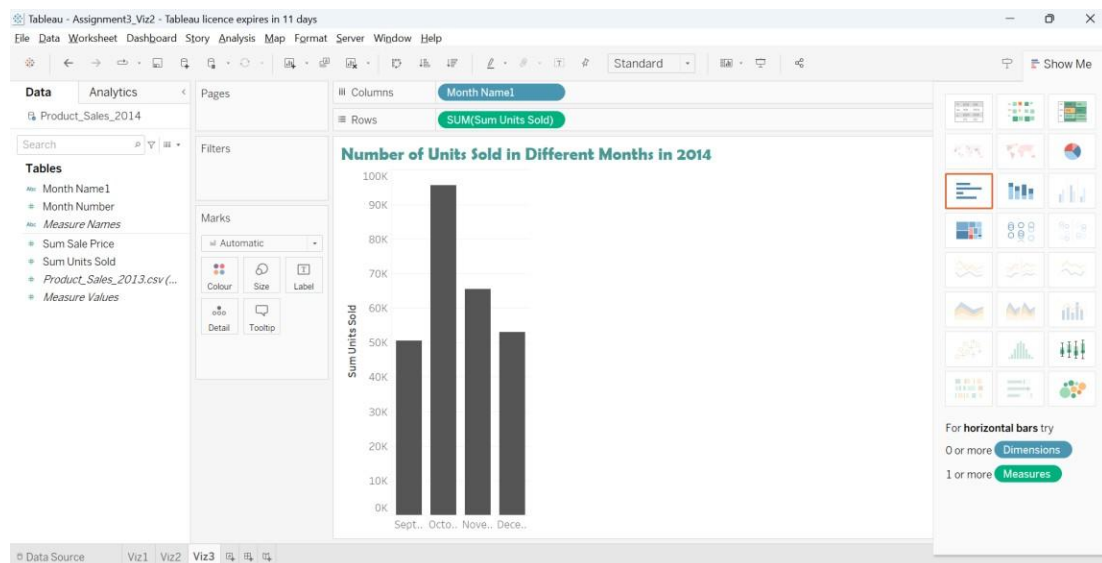 Tableau - Assignment3_Viz2 - Tableau licence expires in 11 days
File Data Worksheet Dashboard Story Analysis Map Format Server Window Help
Standard
Show Me
Data Analytics
Product_Sales_2014
Search
Tables
Abc Month Name1
# Month Number
Abc Measure Names
# Sum Sale Price
# Sum Units Sold
# Product_Sales_2013.csv (...
# Measure Values
Pages
Filters
Marks
Automatic
Colour Size Label
Detail Tooltip
Columns Month Name1
Rows SUM(Sum Units Sold)
Number of Units Sold in Different Months in 2014
100K
90K
80K
70K
60K
50K
40K
30K
20K
10K
0K
Sum Units Sold
Sept.. Octo.. Nove.. Dece..
For horizontal bars try
0 or more Dimensions
1 or more Measures
Data Source Viz1 Viz2 Viz3